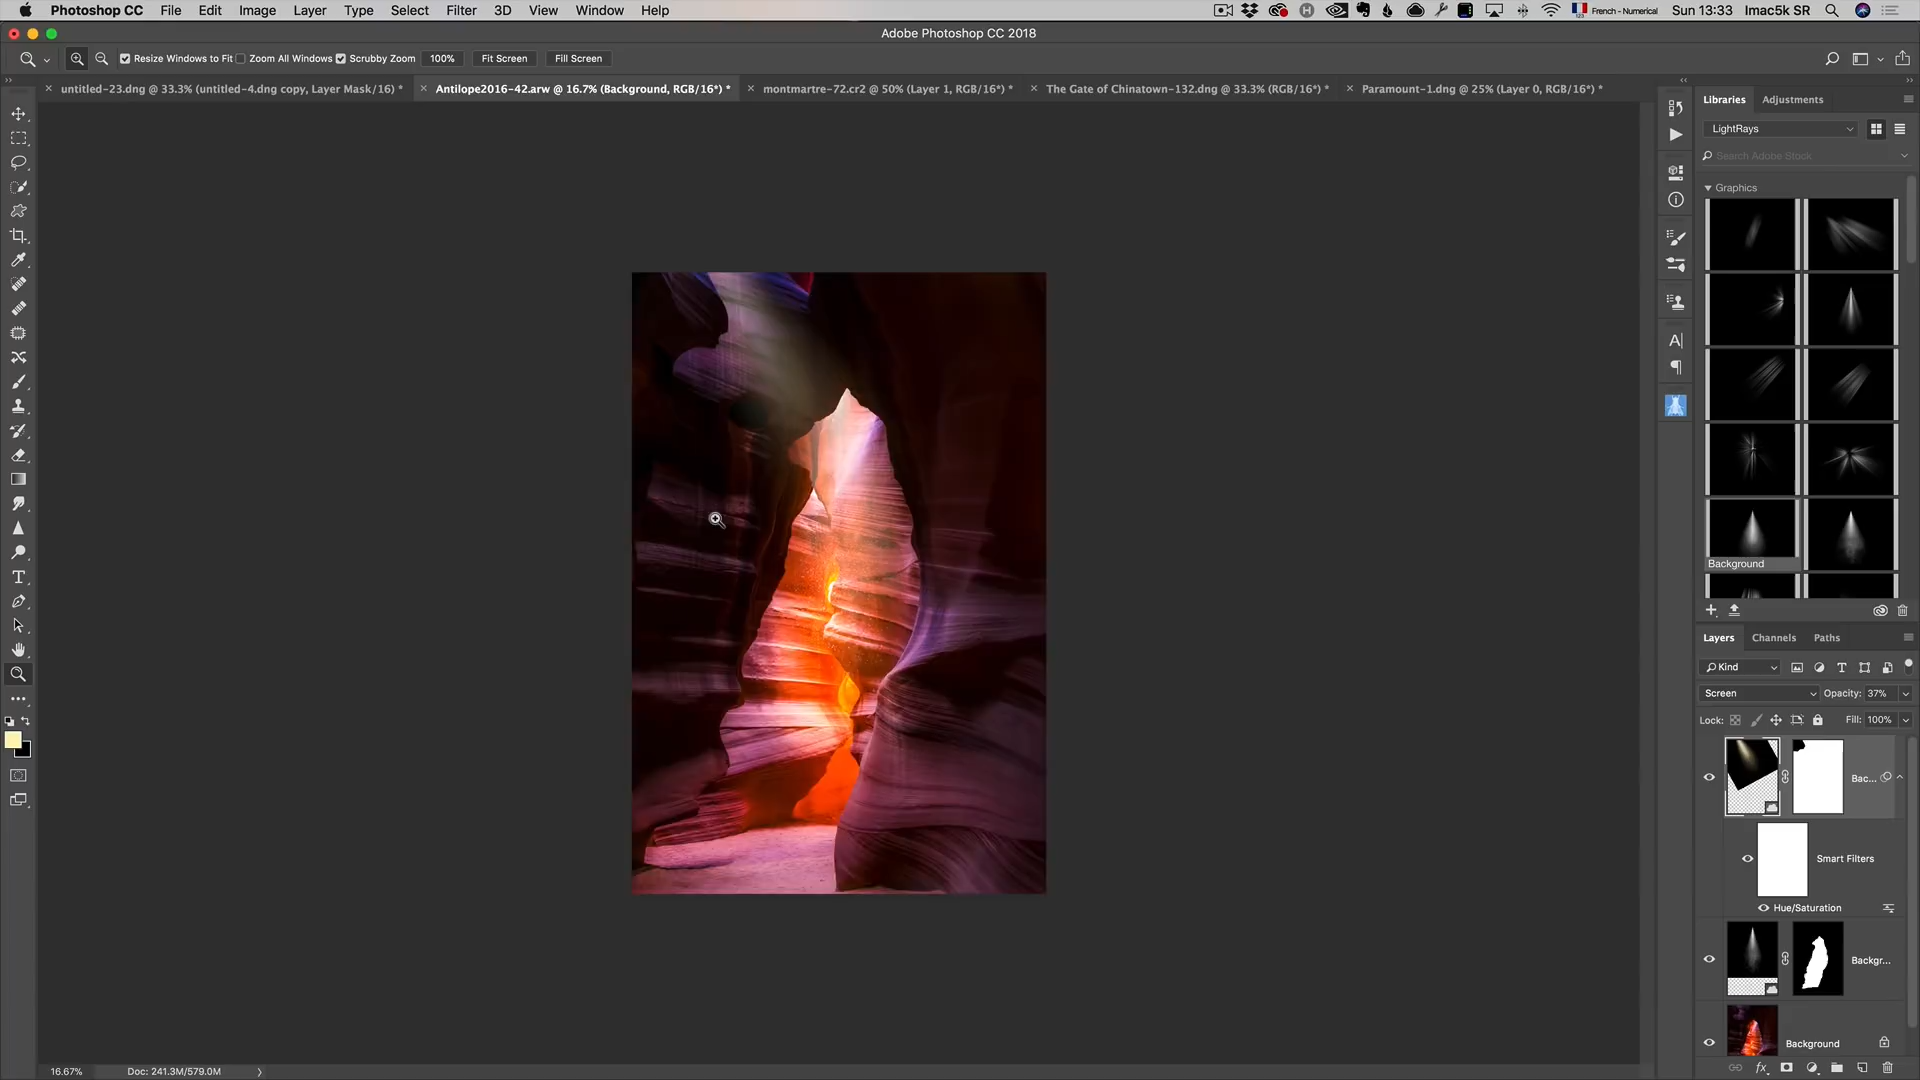 Photoshop CC File Edit Image Layer Type Select Filter 3D View Window Help French - Numerical Sun 13:33 Imac5k SR
Adobe Photoshop CC 2018
Resize Windows to Fit Zoom All Windows Scrubby Zoom 100% Fit Screen Fill Screen
untitled-23.dng @ 33.3% (untitled-4.dng copy, Layer Mask/16) * Antilope2016-42.arw @ 16.7% (Background, RGB/16*) * montmartre-72.cr2 @ 50% (Layer 1, RGB/16*) * The Gate of Chinatown-132.dng @ 33.3% (RGB/16*) * Paramount-1.dng @ 25% (Layer 0, RGB/16*) *
Libraries Adjustments
LightRays
Search Adobe Stock
Graphics
Background
Layers Channels Paths
Kind
Screen Opacity: 37%
Lock: Fill: 100%
Bac...
Smart Filters
Hue/Saturation
Backgr...
Background
16.67% Doc: 241.3M/579.0M